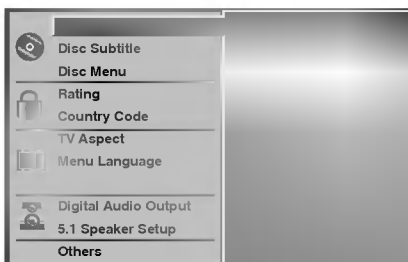 Disc Subtitle
Disc Menu
Rating
Country Code
TV Aspect
Menu Language
Digital Audio Output
5.1 Speaker Setup
Others